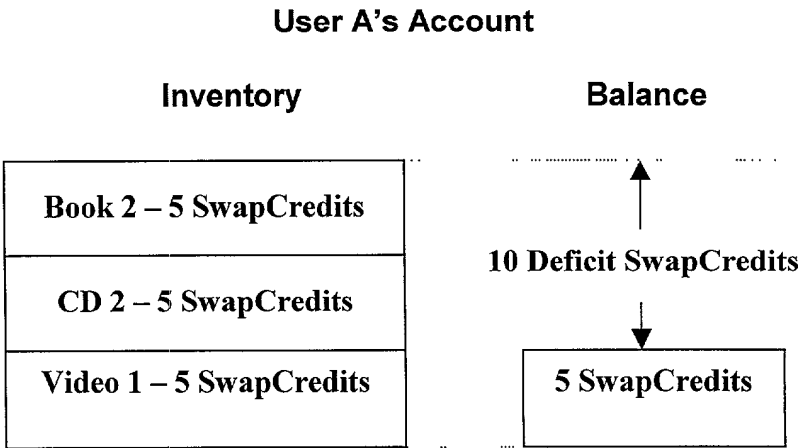 User A's Account
Inventory
Balance
Book 2 – 5 SwapCredits
CD 2 – 5 SwapCredits
Video 1 – 5 SwapCredits
10 Deficit SwapCredits
5 SwapCredits